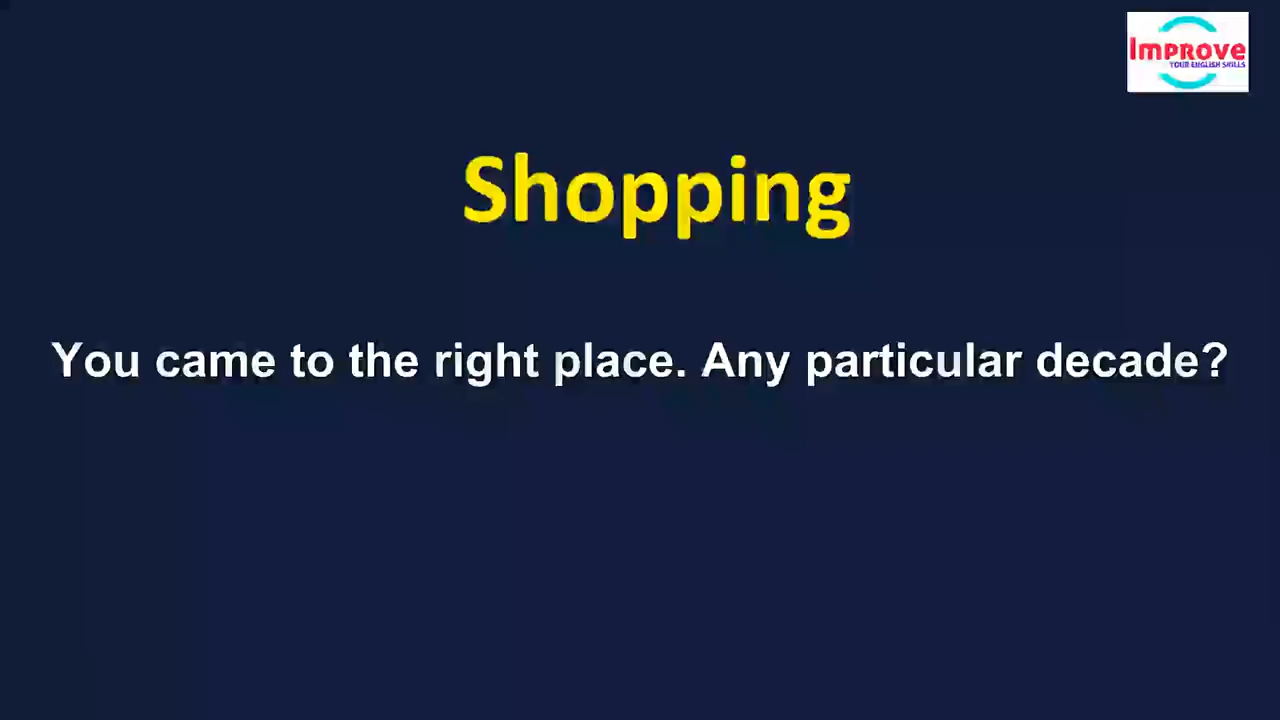 Improve
YOUR ENGLISH SKILLS
Shopping
You came to the right place. Any particular decade?